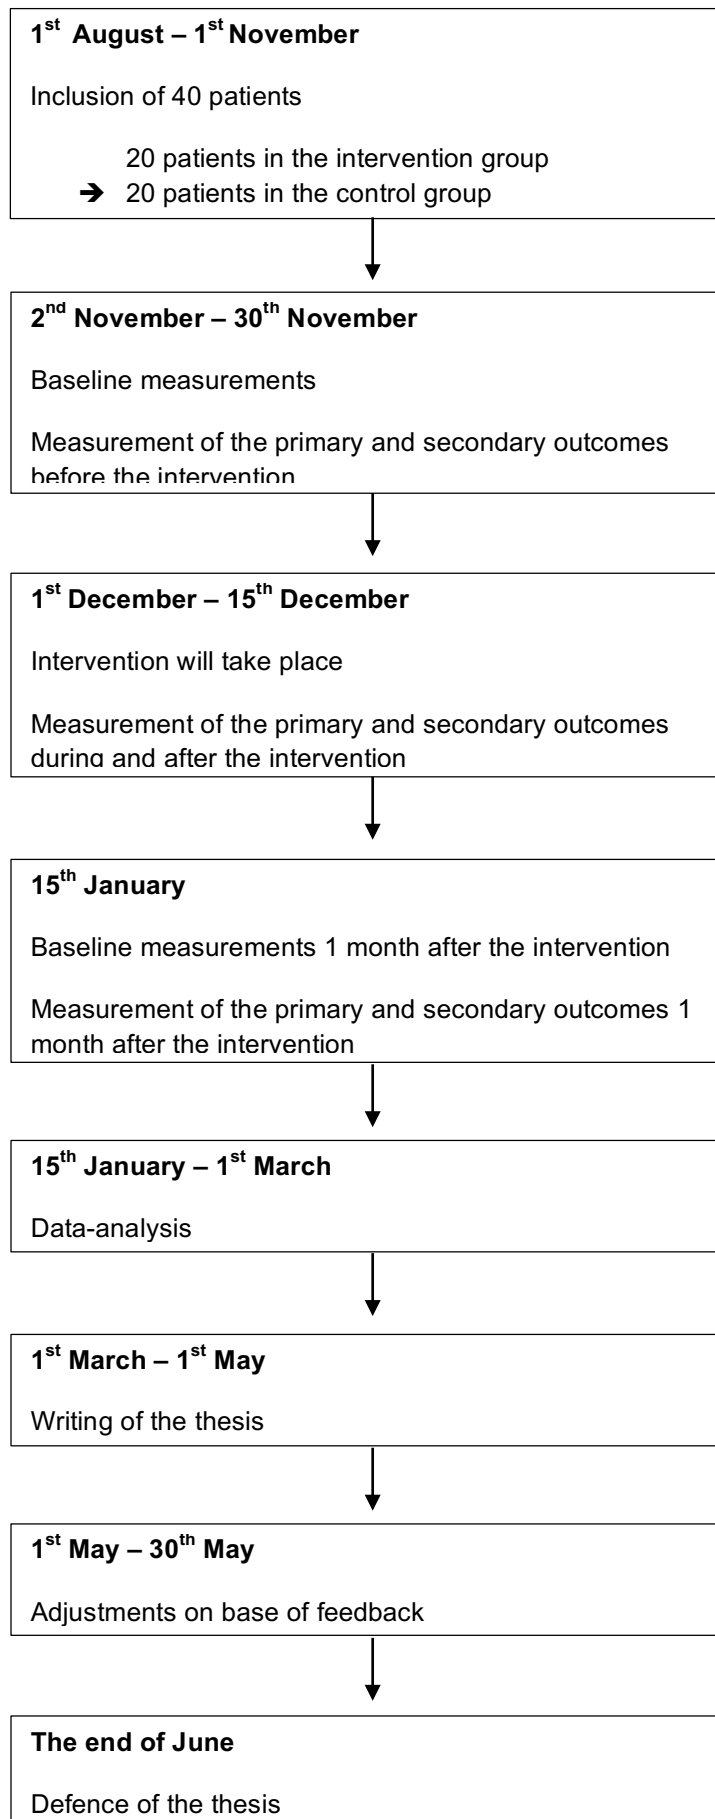 1st August – 1st November
Inclusion of 40 patients
20 patients in the intervention group
➔ 20 patients in the control group
2nd November – 30th November
Baseline measurements
Measurement of the primary and secondary outcomes
before the intervention
1st December – 15th December
Intervention will take place
Measurement of the primary and secondary outcomes
during and after the intervention
15th January
Baseline measurements 1 month after the intervention
Measurement of the primary and secondary outcomes 1
month after the intervention
15th January – 1st March
Data-analysis
1st March – 1st May
Writing of the thesis
1st May – 30th May
Adjustments on base of feedback
The end of June
Defence of the thesis